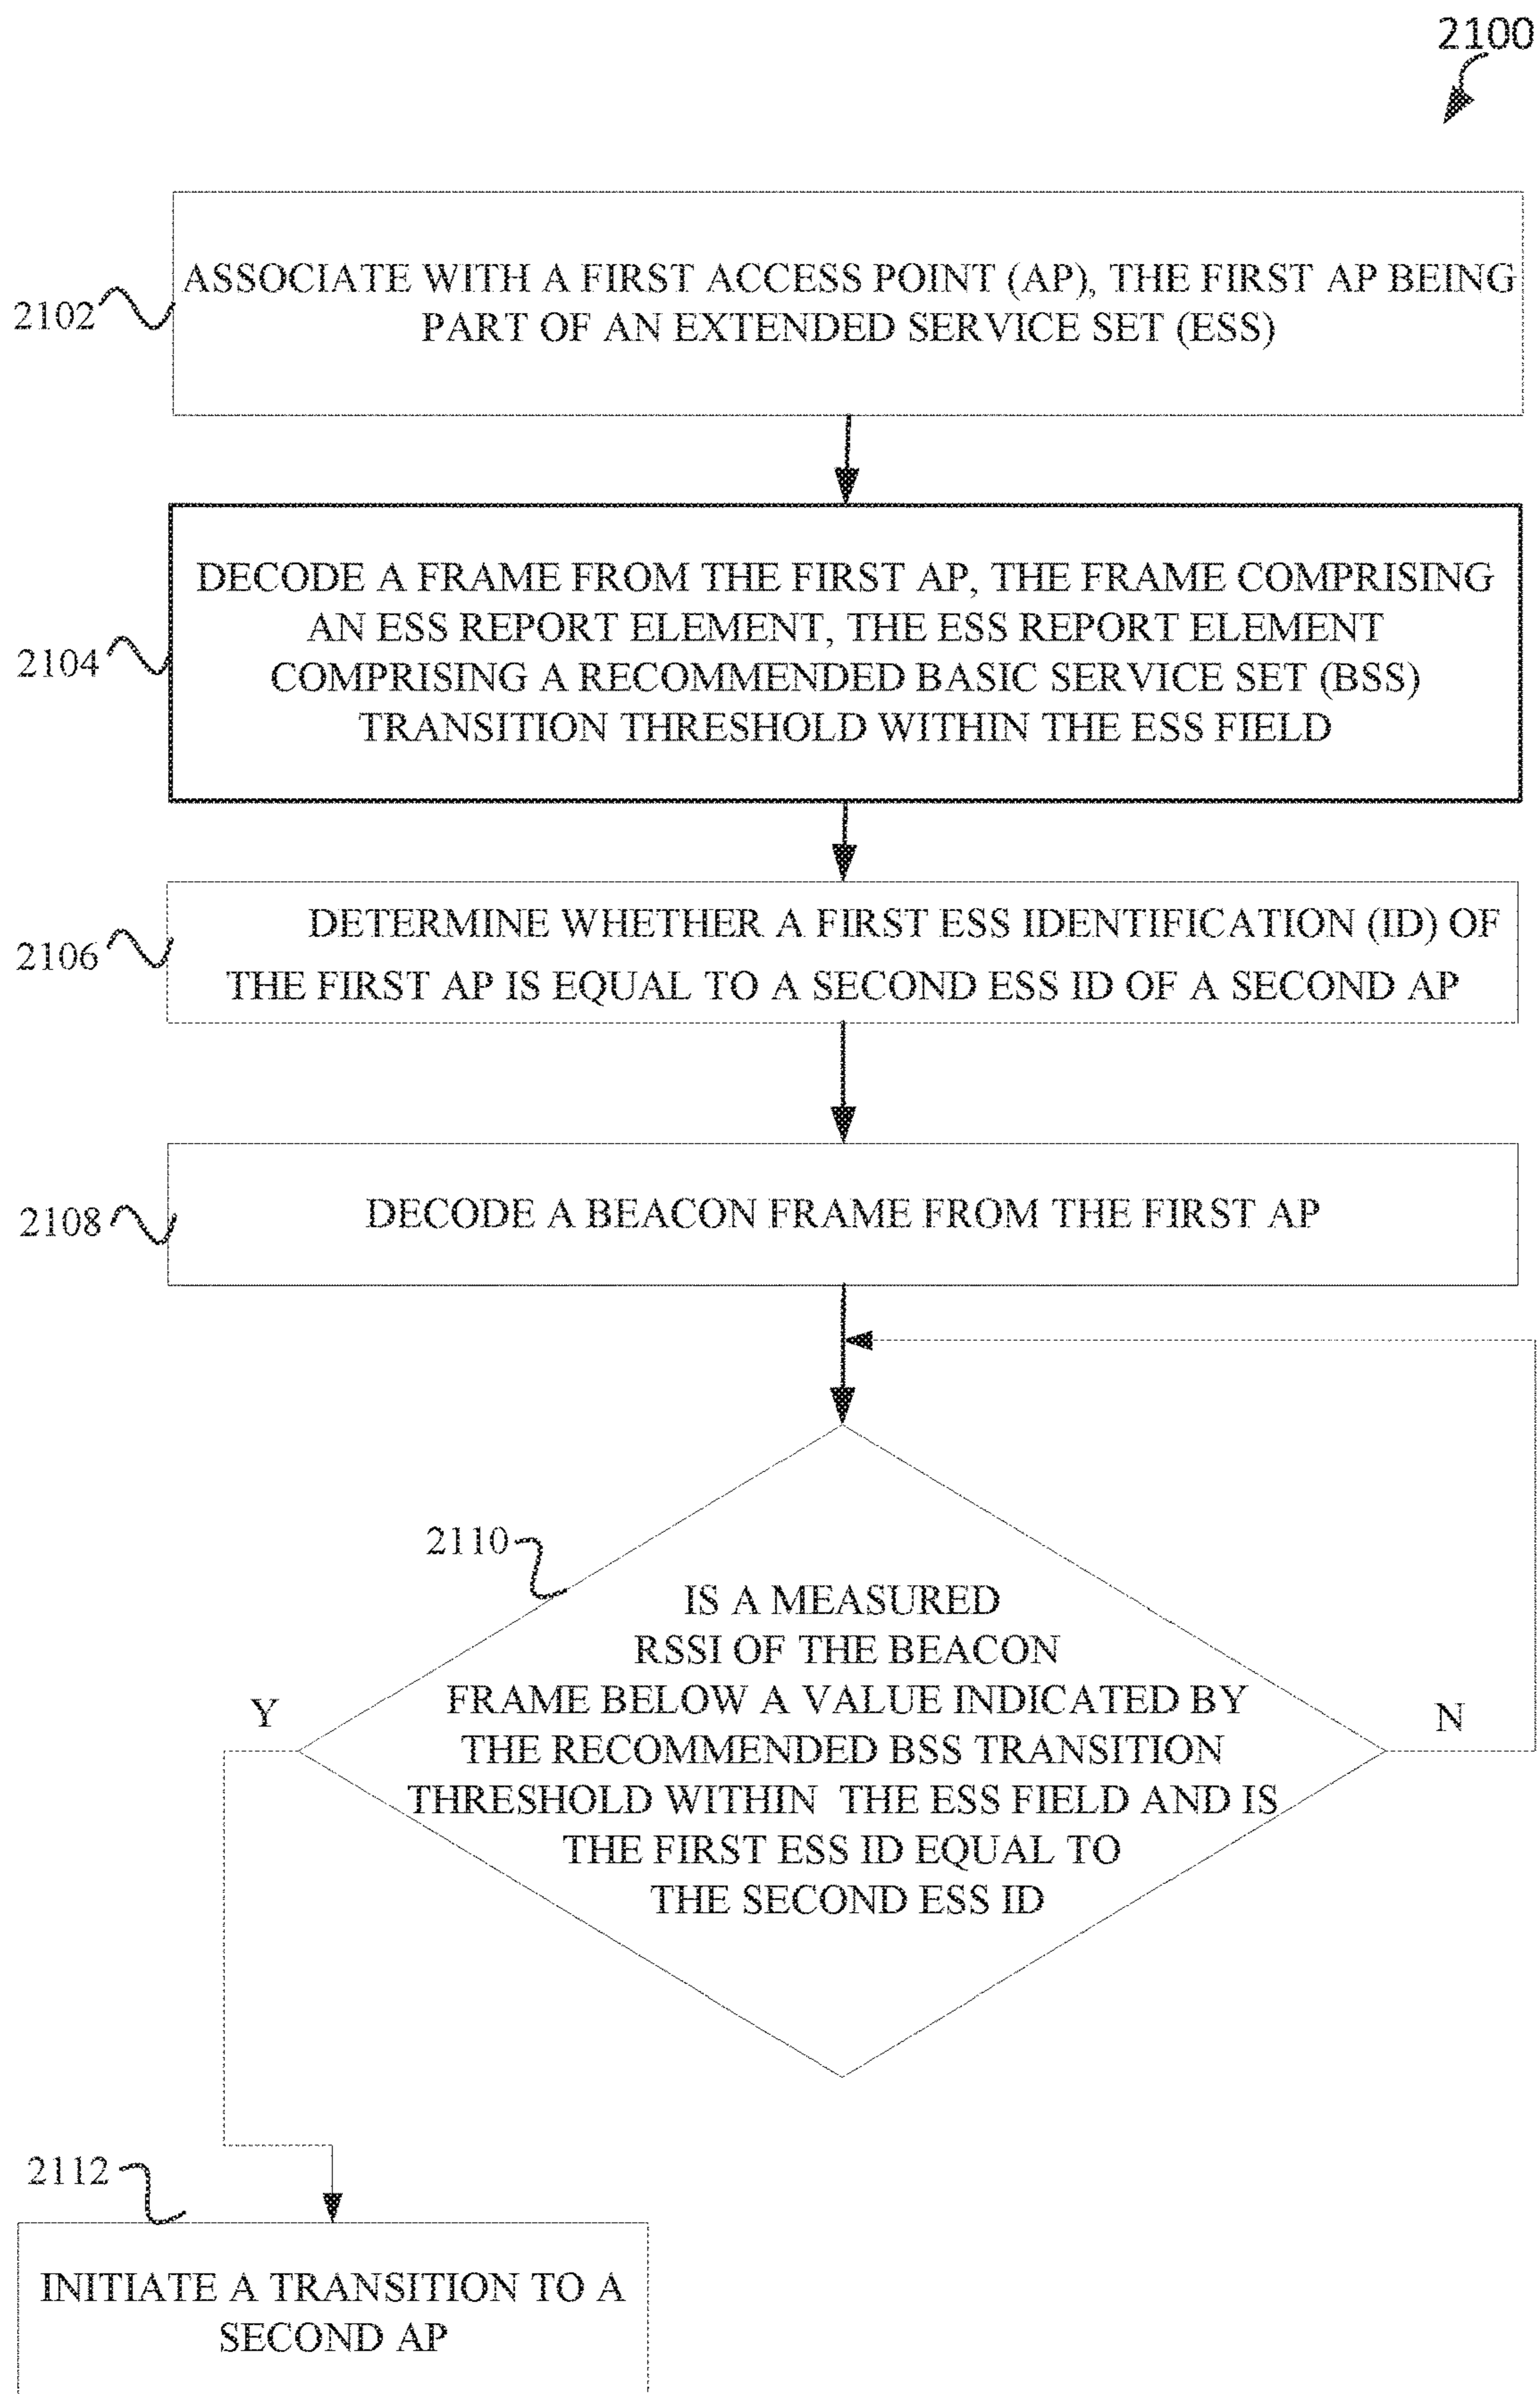 2100
2102
ASSOCIATE WITH A FIRST ACCESS POINT (AP), THE FIRST AP BEING
PART OF AN EXTENDED SERVICE SET (ESS)
2104
DECODE A FRAME FROM THE FIRST AP, THE FRAME COMPRISING
AN ESS REPORT ELEMENT, THE ESS REPORT ELEMENT
COMPRISING A RECOMMENDED BASIC SERVICE SET (BSS)
TRANSITION THRESHOLD WITHIN THE ESS FIELD
2106
DETERMINE WHETHER A FIRST ESS IDENTIFICATION (ID) OF
THE FIRST AP IS EQUAL TO A SECOND ESS ID OF A SECOND AP
2108
DECODE A BEACON FRAME FROM THE FIRST AP
2110
IS A MEASURED
RSSI OF THE BEACON
FRAME BELOW A VALUE INDICATED BY
THE RECOMMENDED BSS TRANSITION
THRESHOLD WITHIN THE ESS FIELD AND IS
THE FIRST ESS ID EQUAL TO
THE SECOND ESS ID
Y
N
2112
INITIATE A TRANSITION TO A
SECOND AP